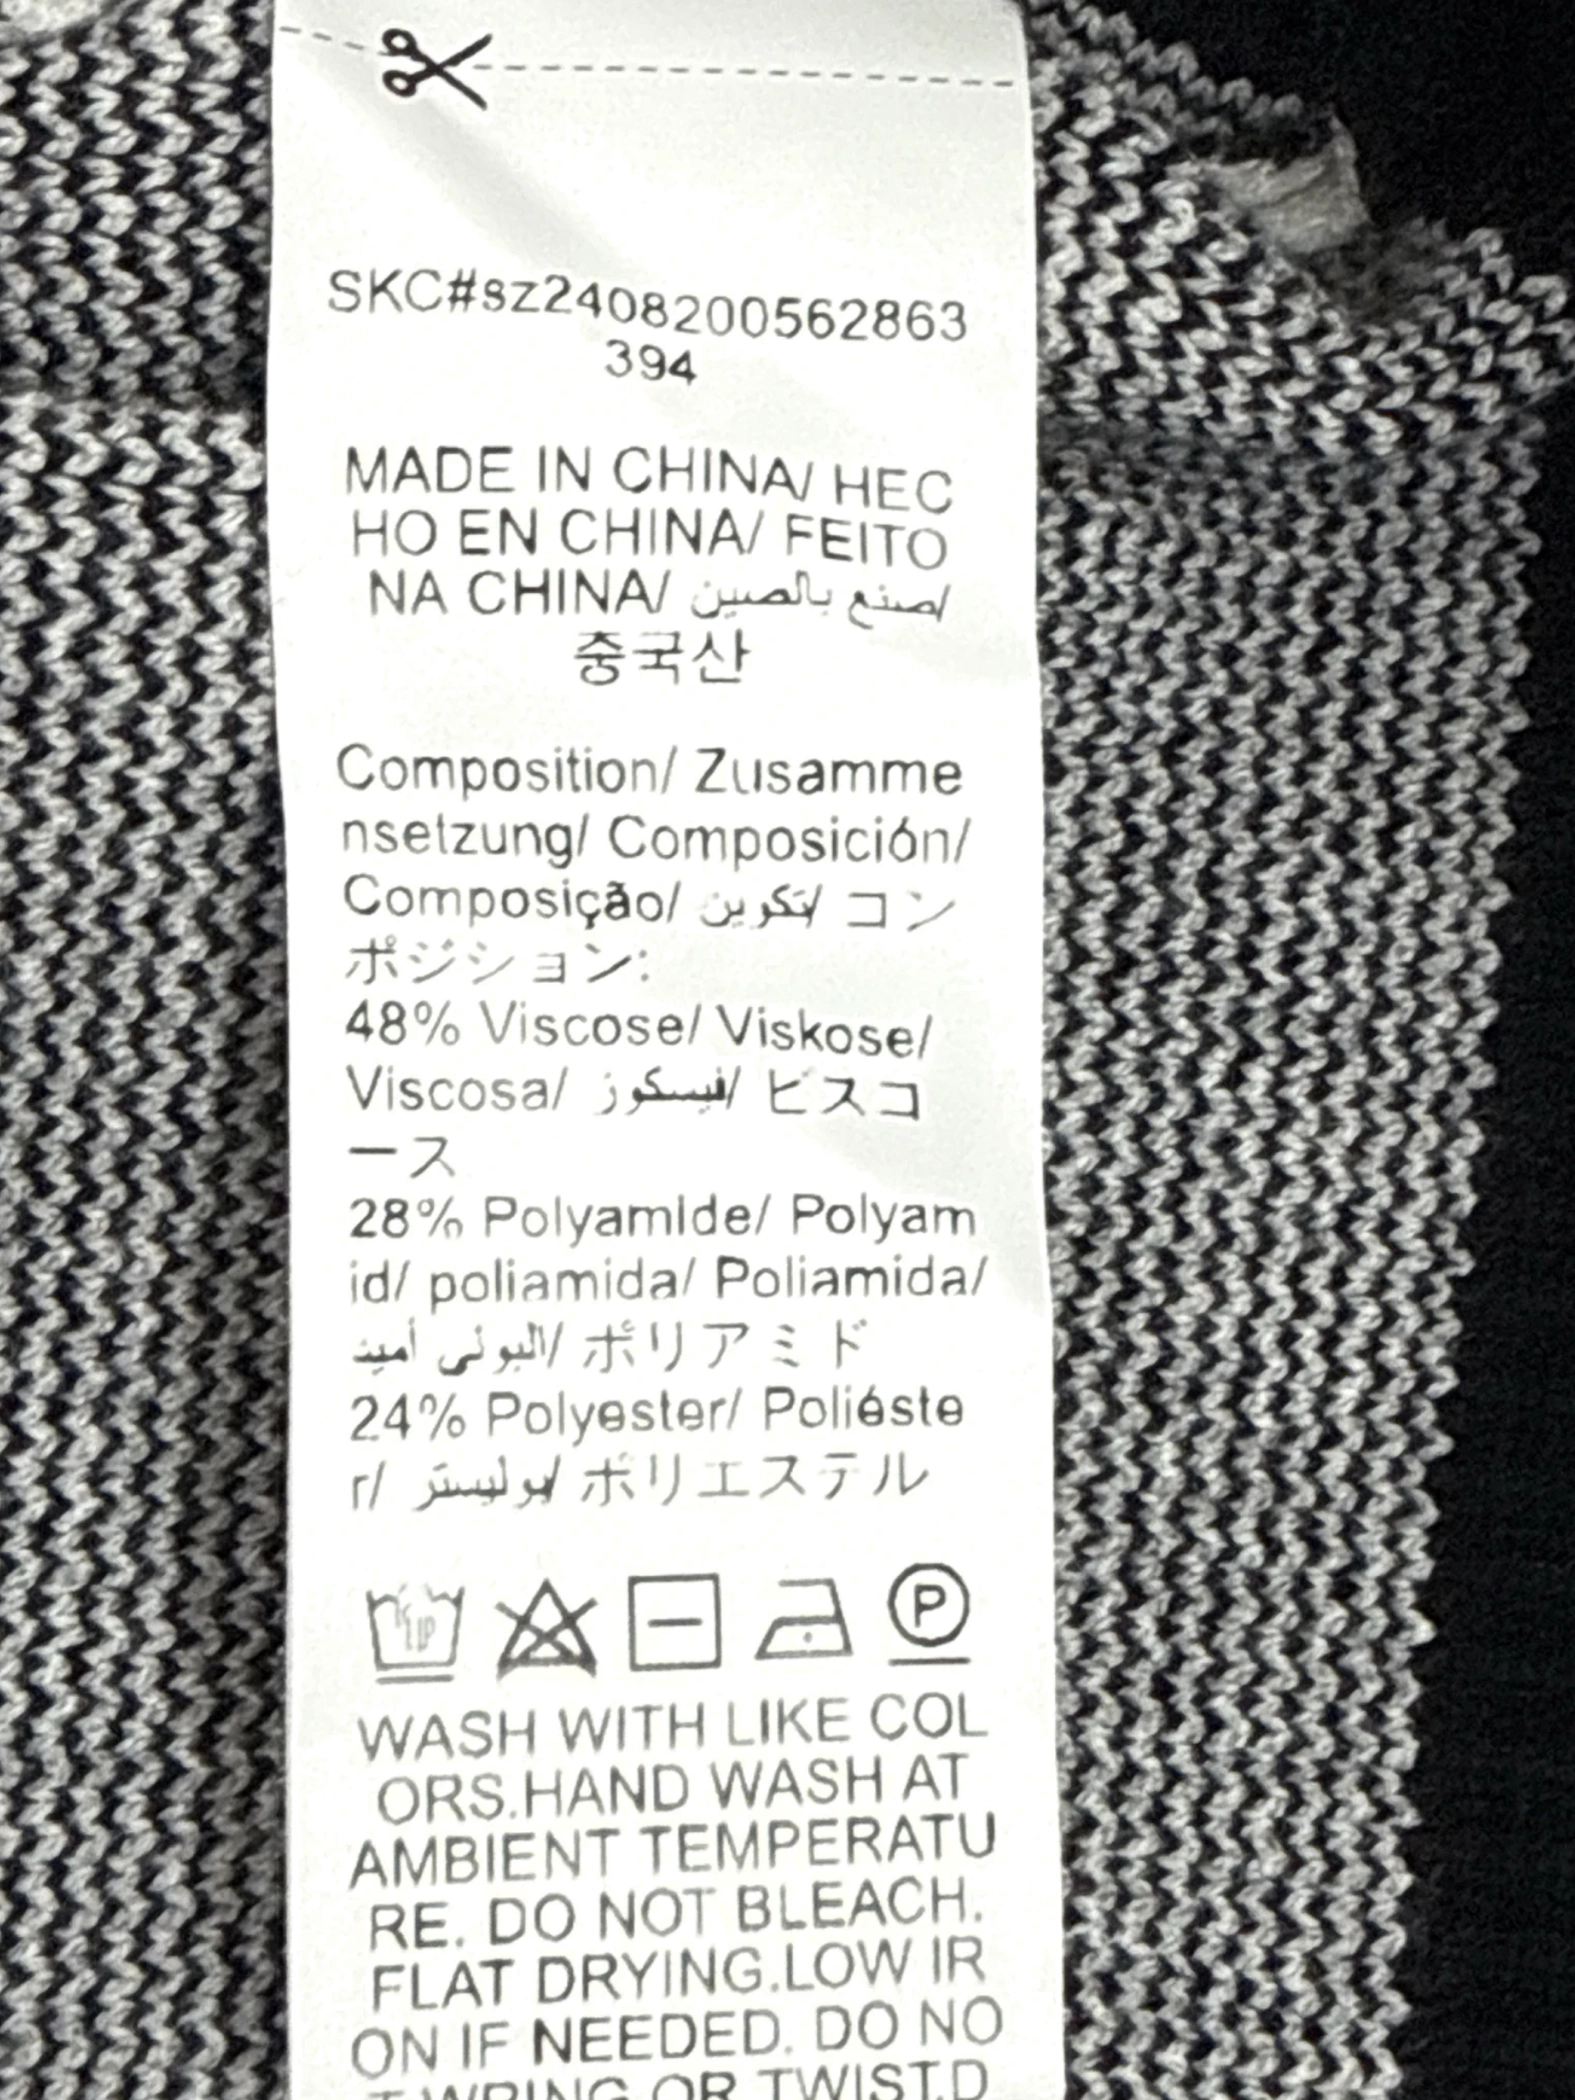 SKC#sz2408200562863
394
MADE IN CHINA/ HEC
HO EN CHINA/ FEITO
NA CHINA/ صنع بالصين/
중국산
Composition/ Zusamme
nsetzung/ Composición/
Composição/ تكوين/ コン
ポジション:
48% Viscose/ Viskose/
Viscosa/ فيسكوز/ ビスコ
ース
28% Polyamide/ Polyam
id/ poliamida/ Poliamida/
البولي أميد/ ポリアミド
24% Polyester/ Poliéste
r/ بوليستر/ ポリエステル
P
WASH WITH LIKE COL
ORS.HAND WASH AT
AMBIENT TEMPERATU
RE. DO NOT BLEACH.
FLAT DRYING.LOW IR
ON IF NEEDED. DO NO
T WRING OR TWIST.D